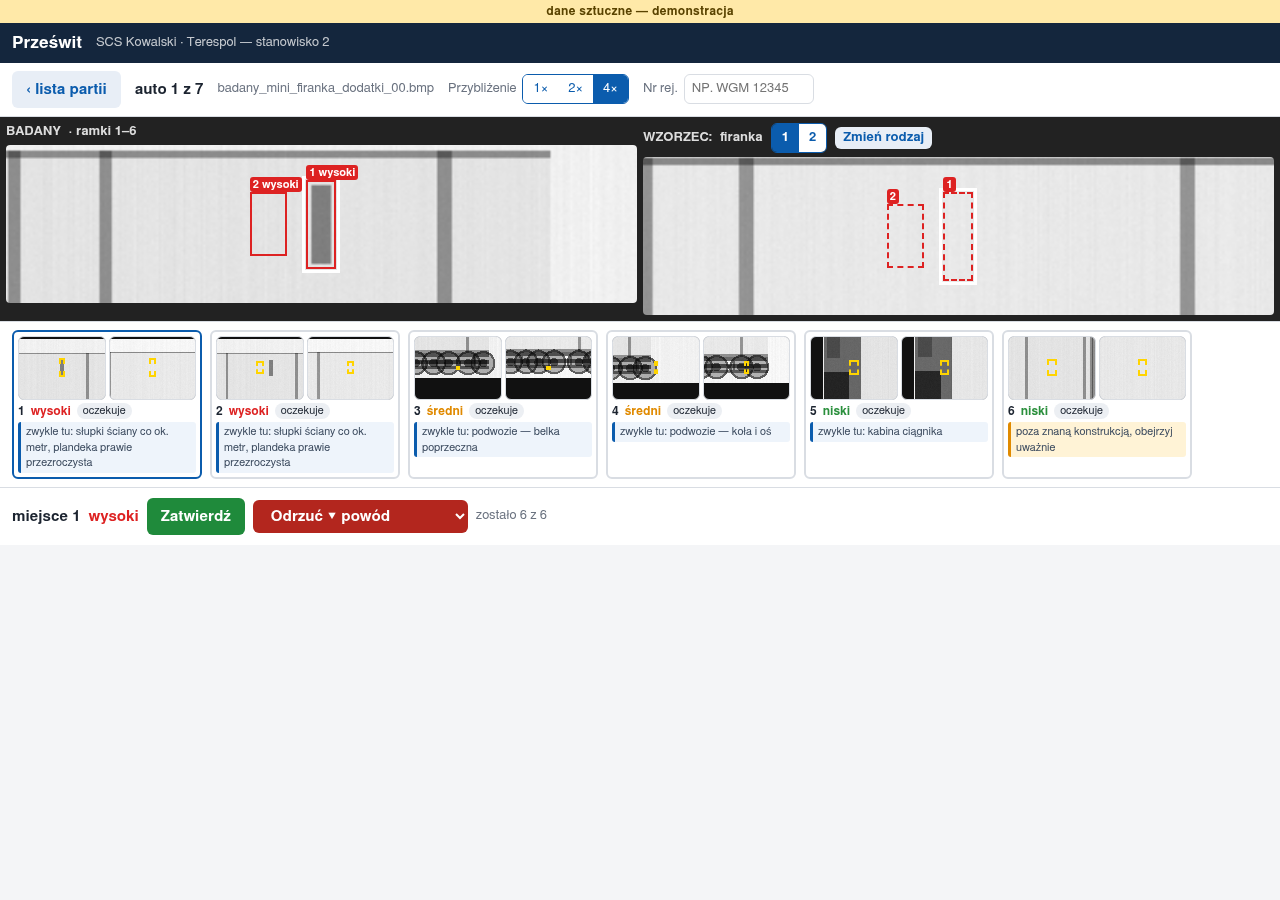 dane sztuczne — demonstracja
Prześwit SCS Kowalski · Terespol — stanowisko 2
‹ lista partii auto 1 z 7 badany_mini_firanka_dodatki_00.bmp Przybliżenie 1× 2× 4× Nr rej. NP. WGM 12345
BADANY · ramki 1–6
WZORZEC: firanka 1 2 Zmień rodzaj
2 wysoki
1 wysoki
2
1
1 wysoki oczekuje
zwykle tu: słupki ściany co ok.
metr, plandeka prawie
przezroczysta
2 wysoki oczekuje
zwykle tu: słupki ściany co ok.
metr, plandeka prawie
przezroczysta
3 średni oczekuje
zwykle tu: podwozie — belka
poprzeczna
4 średni oczekuje
zwykle tu: podwozie — koła i oś
5 niski oczekuje
zwykle tu: kabina ciągnika
6 niski oczekuje
poza znaną konstrukcją, obejrzyj
uważnie
miejsce 1 wysoki Zatwierdź Odrzuć ▾ powód zostało 6 z 6